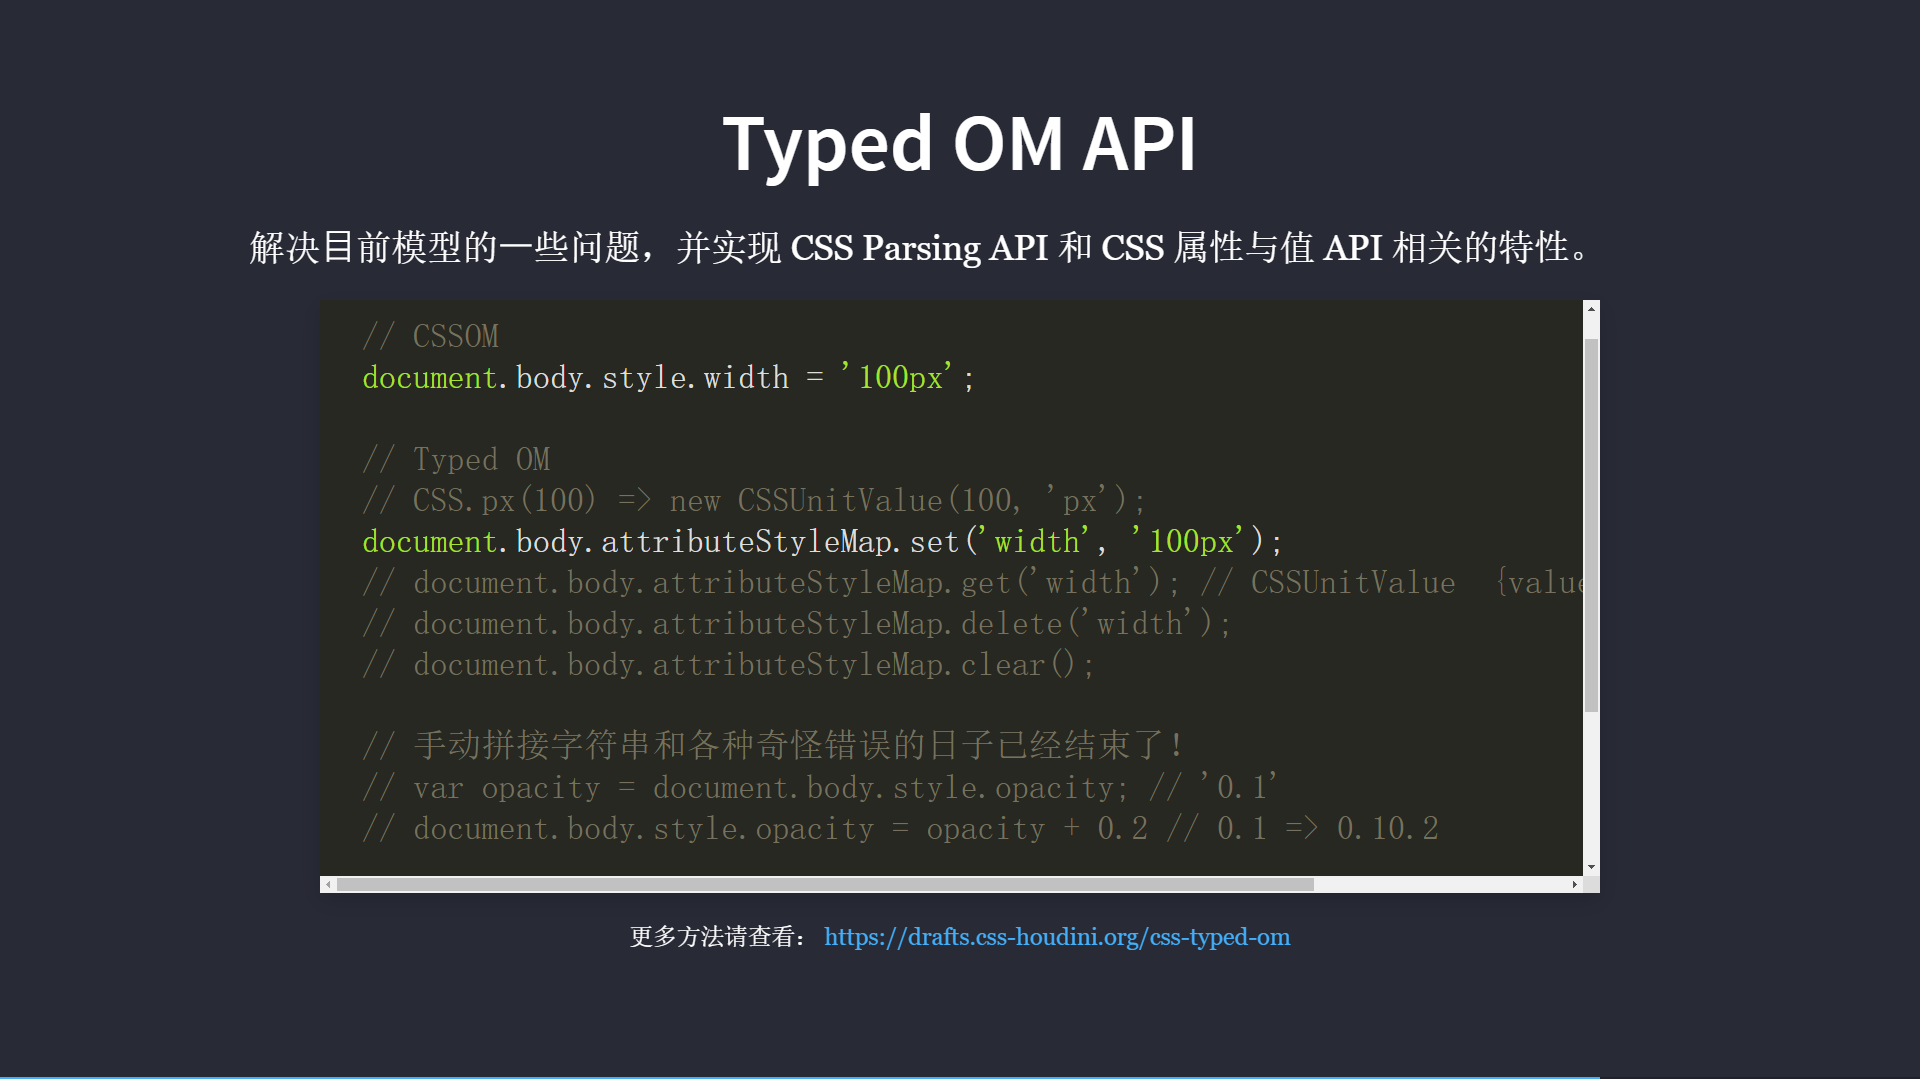 Typed OM API
解决目前模型的一些问题，并实现 CSS Parsing API 和 CSS 属性与值 API 相关的特性。
// CSSOM
document.body.style.width = '100px';
// Typed OM
// CSS.px(100) => new CSSUnitValue(100, 'px');
document.body.attributeStyleMap.set('width', '100px');
// document.body.attributeStyleMap.get('width'); // CSSUnitValue  {value
// document.body.attributeStyleMap.delete('width');
// document.body.attributeStyleMap.clear();
// 手动拼接字符串和各种奇怪错误的日子已经结束了！
// var opacity = document.body.style.opacity; // '0.1'
// document.body.style.opacity = opacity + 0.2 // 0.1 => 0.10.2
更多方法请查看： https://drafts.css-houdini.org/css-typed-om